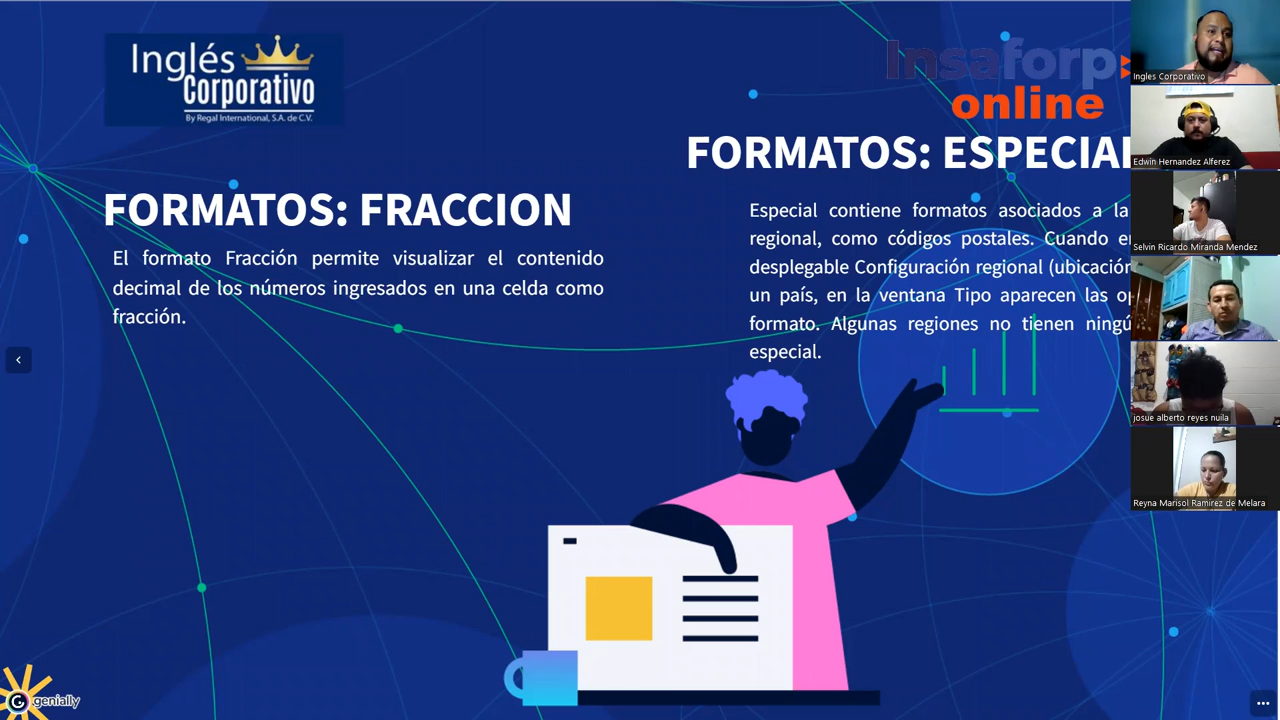 Inglés
Corporativo
By Regal International, S.A. de C.V.
Insaforp
online
FORMATOS: FRACCION
El formato Fracción permite visualizar el contenido
decimal de los números ingresados en una celda como
fracción.
FORMATOS: ESPECIAL
Especial contiene formatos asociados a la
regional, como códigos postales. Cuando
desplegable Configuración regional (ubicación
un país, en la ventana Tipo aparecen las
formato. Algunas regiones no tienen
especial.
genially
Ingles Corporativo
Edwin Hernandez Alferez
Selvin Ricardo Miranda Mendez
josue alberto reyes nuila
Reyna Marisol Ramirez de Melara